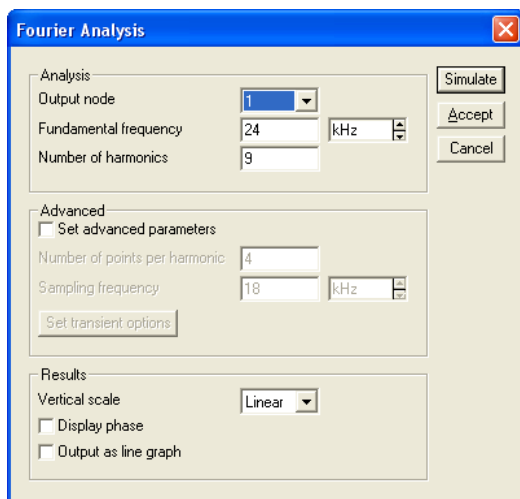 Fourier Analysis
Analysis
Output node 1
Fundamental frequency 24 kHz
Number of harmonics 9
Simulate
Accept
Cancel
Advanced
Set advanced parameters
Number of points per harmonic 4
Sampling frequency 18 kHz
Set transient options
Results
Vertical scale Linear
Display phase
Output as line graph